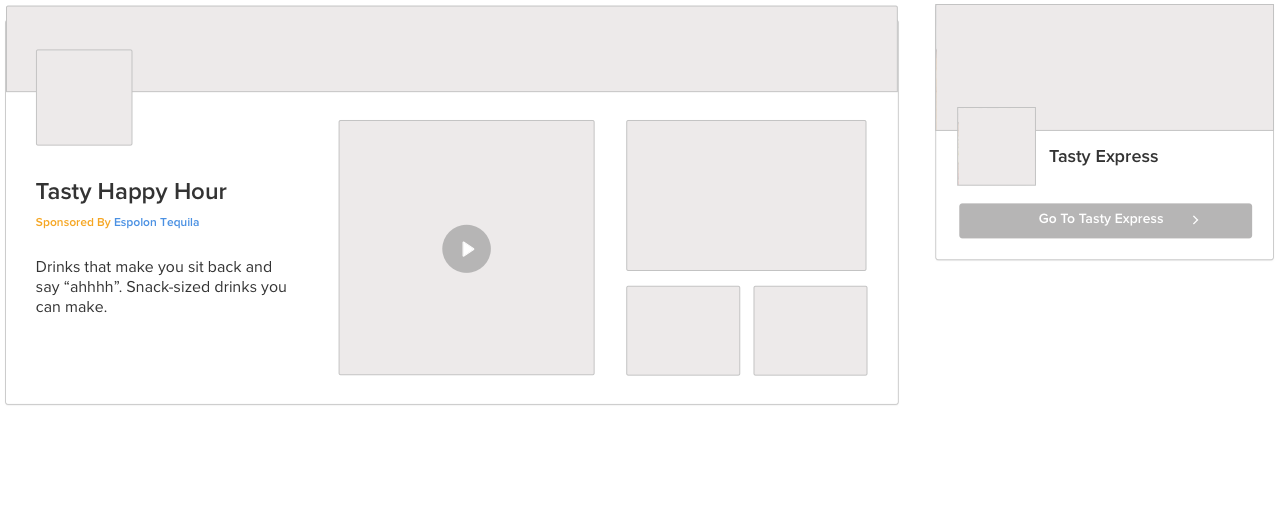 Tasty Happy Hour
Sponsored By Espolon Tequila
Drinks that make you sit back and
say “ahhhh”. Snack-sized drinks you
can make.
Tasty Express
Go To Tasty Express